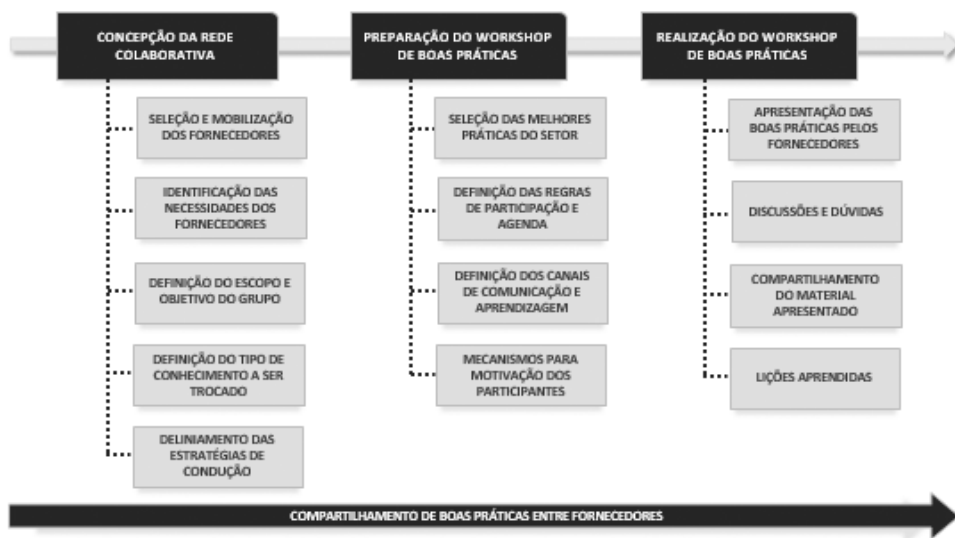 CONCEPÇÃO DA REDE
COLABORATIVA
SELEÇÃO E MOBILIZAÇÃO
DOS FORNECEDORES
IDENTIFICAÇÃO DAS
NECESSIDADES DOS
FORNECEDORES
DEFINIÇÃO DO ESCOPO E
OBJETIVO DO GRUPO
DEFINIÇÃO DO TIPO DE
CONHECIMENTO A SER
TROCADO
DELINIAMENTO DAS
ESTRATÉGIAS DE
CONDUÇÃO
PREPARAÇÃO DO WORKSHOP
DE BOAS PRÁTICAS
SELEÇÃO DAS MELHORES
PRÁTICAS DO SETOR
DEFINIÇÃO DAS REGRAS
DE PARTICIPAÇÃO E
AGENDA
DEFINIÇÃO DOS CANAIS
DE COMUNICAÇÃO E
APRENDIZAGEM
MECANISMOS PARA
MOTIVAÇÃO DOS
PARTICIPANTES
REALIZAÇÃO DO WORKSHOP
DE BOAS PRÁTICAS
APRESENTAÇÃO DAS
BOAS PRÁTICAS PELOS
FORNECEDORES
DISCUSSÕES E DÚVIDAS
COMPARTILHAMENTO
DO MATERIAL
APRESENTADO
LIÇÕES APRENDIDAS
COMPARTILHAMENTO DE BOAS PRÁTICAS ENTRE FORNECEDORES